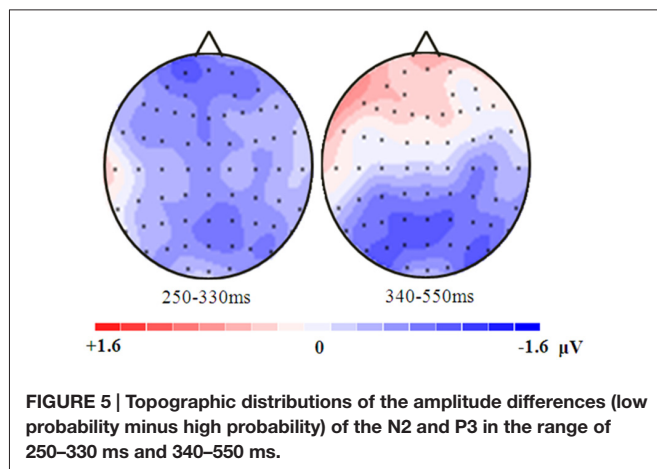 250-330ms 340-550ms
+1.6 0 -1.6 μV
FIGURE 5 | Topographic distributions of the amplitude differences (low
probability minus high probability) of the N2 and P3 in the range of
250–330 ms and 340–550 ms.